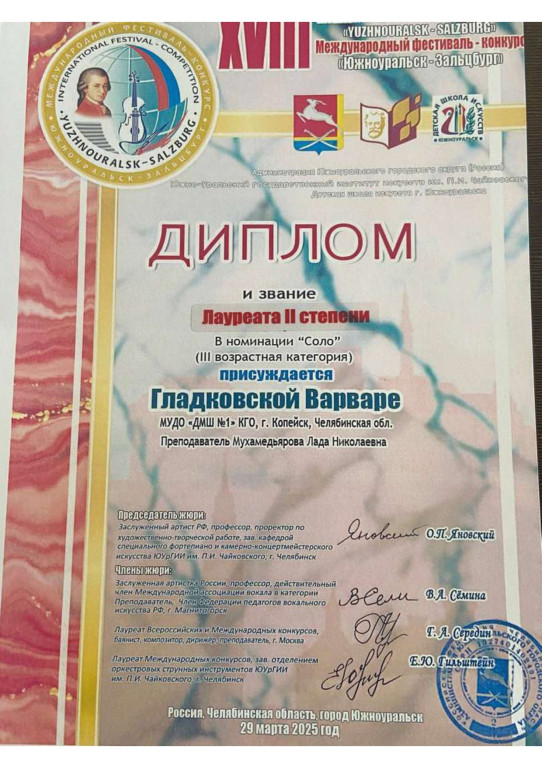 МЕЖДУНАРОДНЫЙ ФЕСТИВАЛЬ-КОНКУРС
INTERNATIONAL FESTIVAL - COMPETITION
YUZHNOURALSK-SALZBURG
ЮЖНОУРАЛЬСК-ЗАЛЬЦБУРГ
XVIII
«YUZHNOURALSK - SALZBURG»
Международный фестиваль - конкурс
«Южноуральск - Зальцбург»
ДЕТСКАЯ ШКОЛА ИСКУССТВ
ЮЖНОУРАЛЬСК
Администрация Южноуральского городского округа (Россия)
Южно-Уральский государственный институт искусств им. П.И. Чайковского
Детская школа искусств г. Южноуральска
ДИПЛОМ
и звание
Лауреата II степени
В номинации “Соло”
(III возрастная категория)
присуждается
Гладковской Варваре
МУДО «ДМШ №1» КГО, г. Копейск, Челябинская обл.
Преподаватель Мухамедьярова Лада Николаевна
Председатель жюри:
Заслуженный артист РФ, профессор, проректор по
художественно-творческой работе, зав. кафедрой
специального фортепиано и камерно-концертмейстерского
искусства ЮУрГИИ им. П.И. Чайковского, г. Челябинск
Яновский О.П. Яновский
Члены жюри:
Заслуженная артистка России, профессор, действительный
член Международной ассоциации вокала в категории
Преподаватель, Член Федерации педагогов вокального
искусства РФ, г. Магнитогорск
В.А. Сёмина
Лауреат Всероссийских и Международных конкурсов,
баянист, композитор, дирижер, преподаватель, г. Москва
Г. А. Середин
Лауреат Международных конкурсов, зав. отделением
оркестровых струнных инструментов ЮУрГИИ
им. П.И. Чайковского, г. Челябинск
Е.Ю. Гильштейн
Россия, Челябинская область, город Южноуральск
29 марта 2025 год